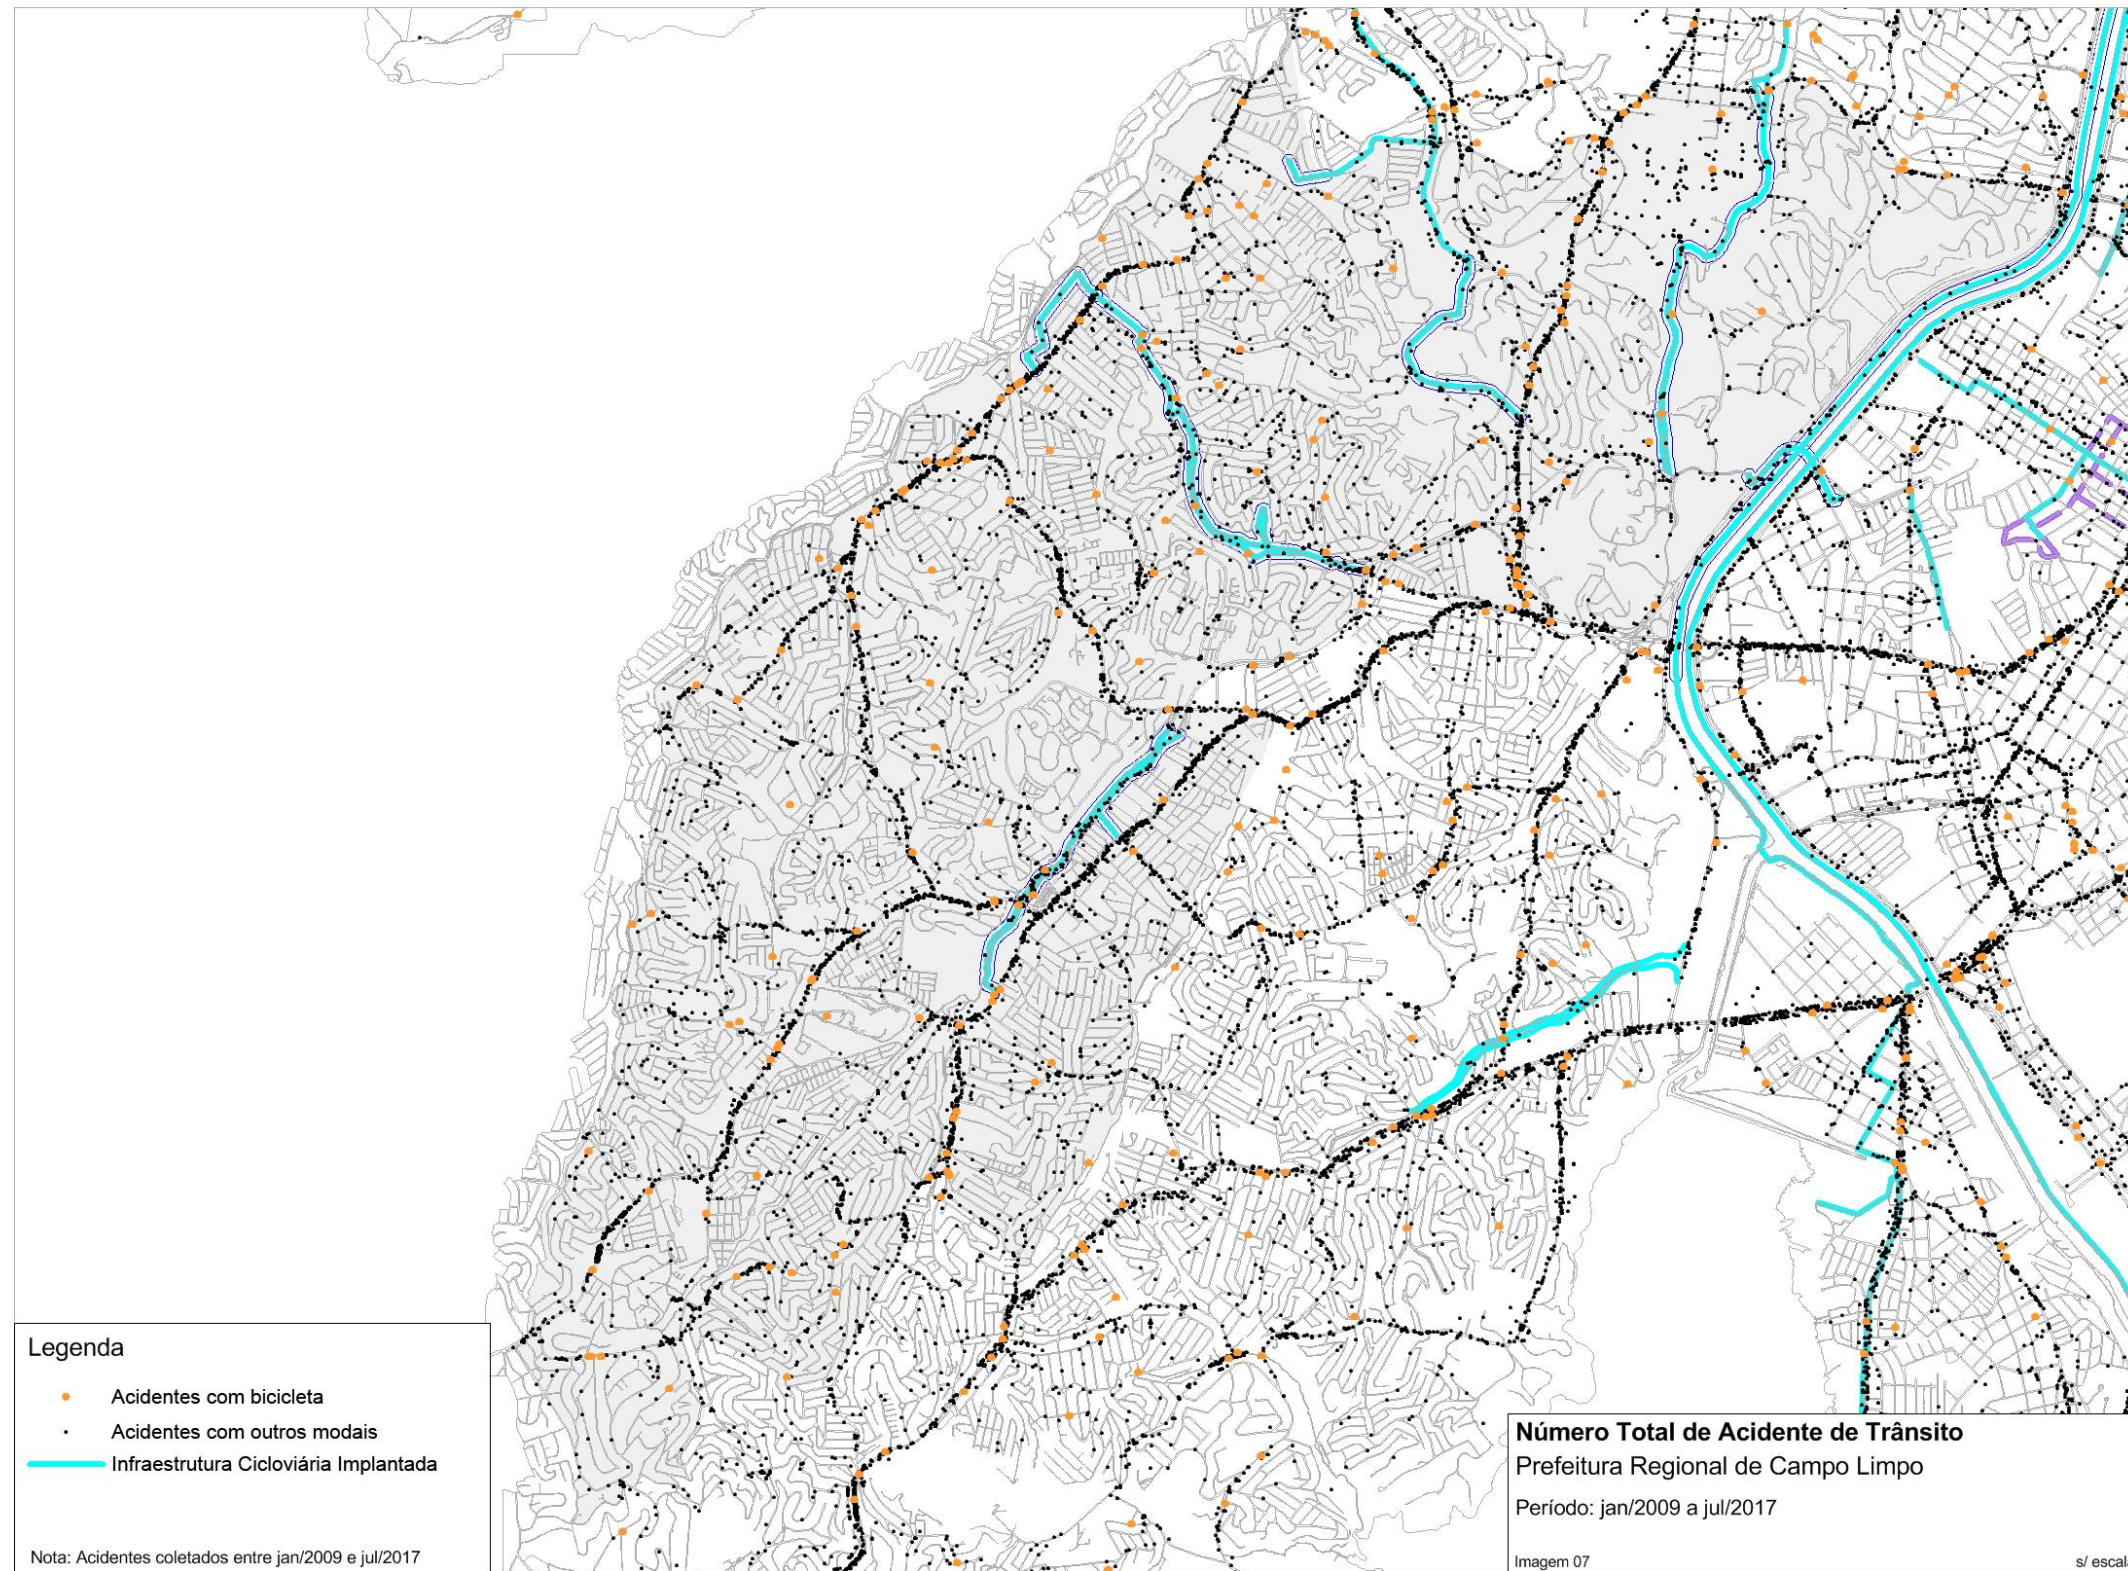 Legenda
Acidentes com bicicleta
Acidentes com outros modais
Infraestrutura Cicloviária Implantada
Nota: Acidentes coletados entre jan/2009 e jul/2017
Número Total de Acidente de Trânsito
Prefeitura Regional de Campo Limpo
Período: jan/2009 a jul/2017
Imagem 07
s/ escal